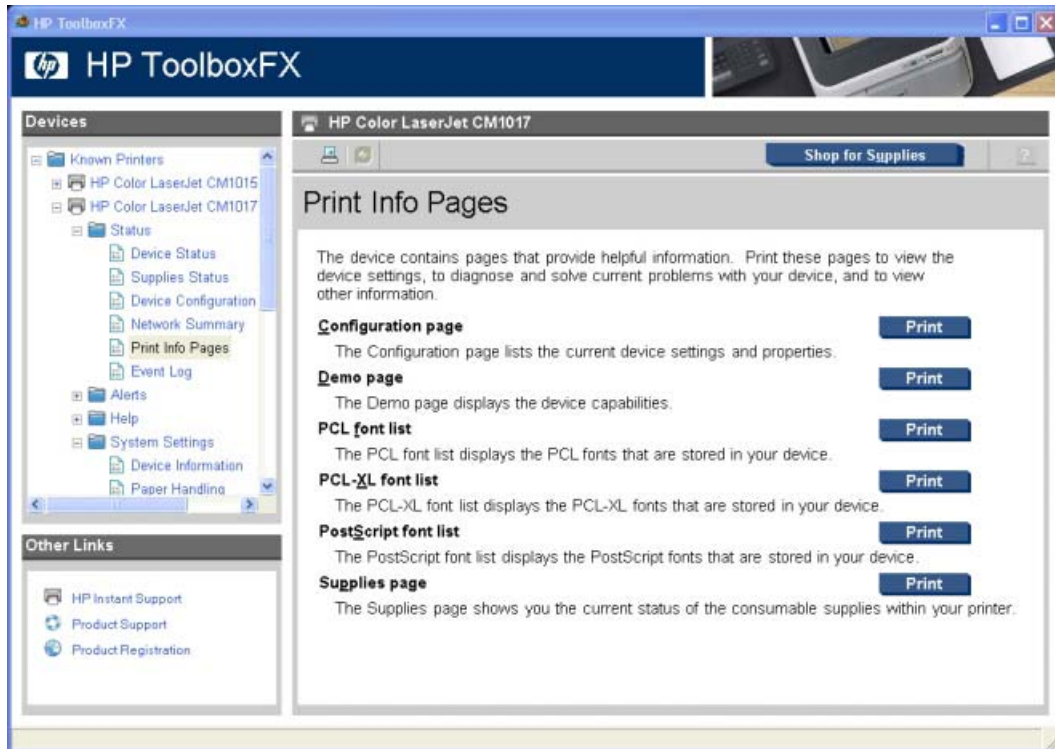 HP ToolboxFX
hp HP ToolboxFX
Devices
Known Printers
HP Color LaserJet CM1015
HP Color LaserJet CM1017
Status
Device Status
Supplies Status
Device Configuration
Network Summary
Print Info Pages
Event Log
Alerts
Help
System Settings
Device Information
Paper Handling
Other Links
HP Instant Support
Product Support
Product Registration
HP Color LaserJet CM1017
Shop for Supplies
?
Print Info Pages
The device contains pages that provide helpful information. Print these pages to view the
device settings, to diagnose and solve current problems with your device, and to view
other information.
Configuration page Print
The Configuration page lists the current device settings and properties.
Demo page Print
The Demo page displays the device capabilities.
PCL font list Print
The PCL font list displays the PCL fonts that are stored in your device.
PCL-XL font list Print
The PCL-XL font list displays the PCL-XL fonts that are stored in your device.
PostScript font list Print
The PostScript font list displays the PostScript fonts that are stored in your device.
Supplies page Print
The Supplies page shows you the current status of the consumable supplies within your printer.